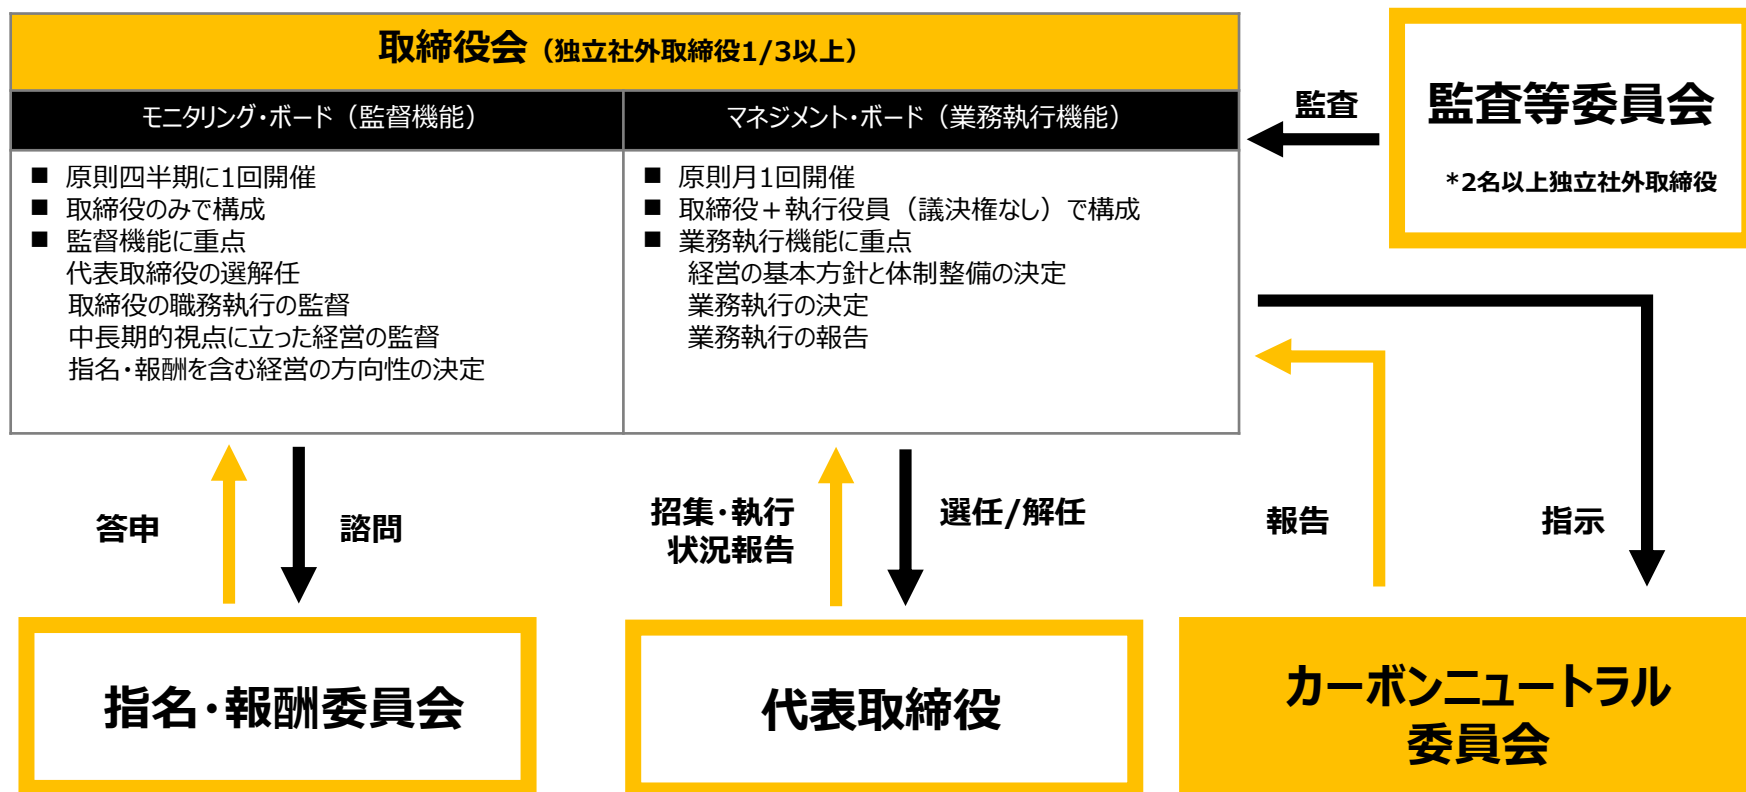 取締役会（独立社外取締役1/3以上）
モニタリング・ボード（監督機能）
■ 原則四半期に1回開催
■ 取締役のみで構成
■ 監督機能に重点
代表取締役の選解任
取締役の職務執行の監督
中長期的視点に立った経営の監督
指名・報酬を含む経営の方向性の決定
マネジメント・ボード（業務執行機能）
■ 原則月1回開催
■ 取締役＋執行役員（議決権なし）で構成
■ 業務執行機能に重点
経営の基本方針と体制整備の決定
業務執行の決定
業務執行の報告
監査
監査等委員会
*2名以上独立社外取締役
答申
諮問
招集・執行
状況報告
選任/解任
報告
指示
指名・報酬委員会
代表取締役
カーボンニュートラル
委員会